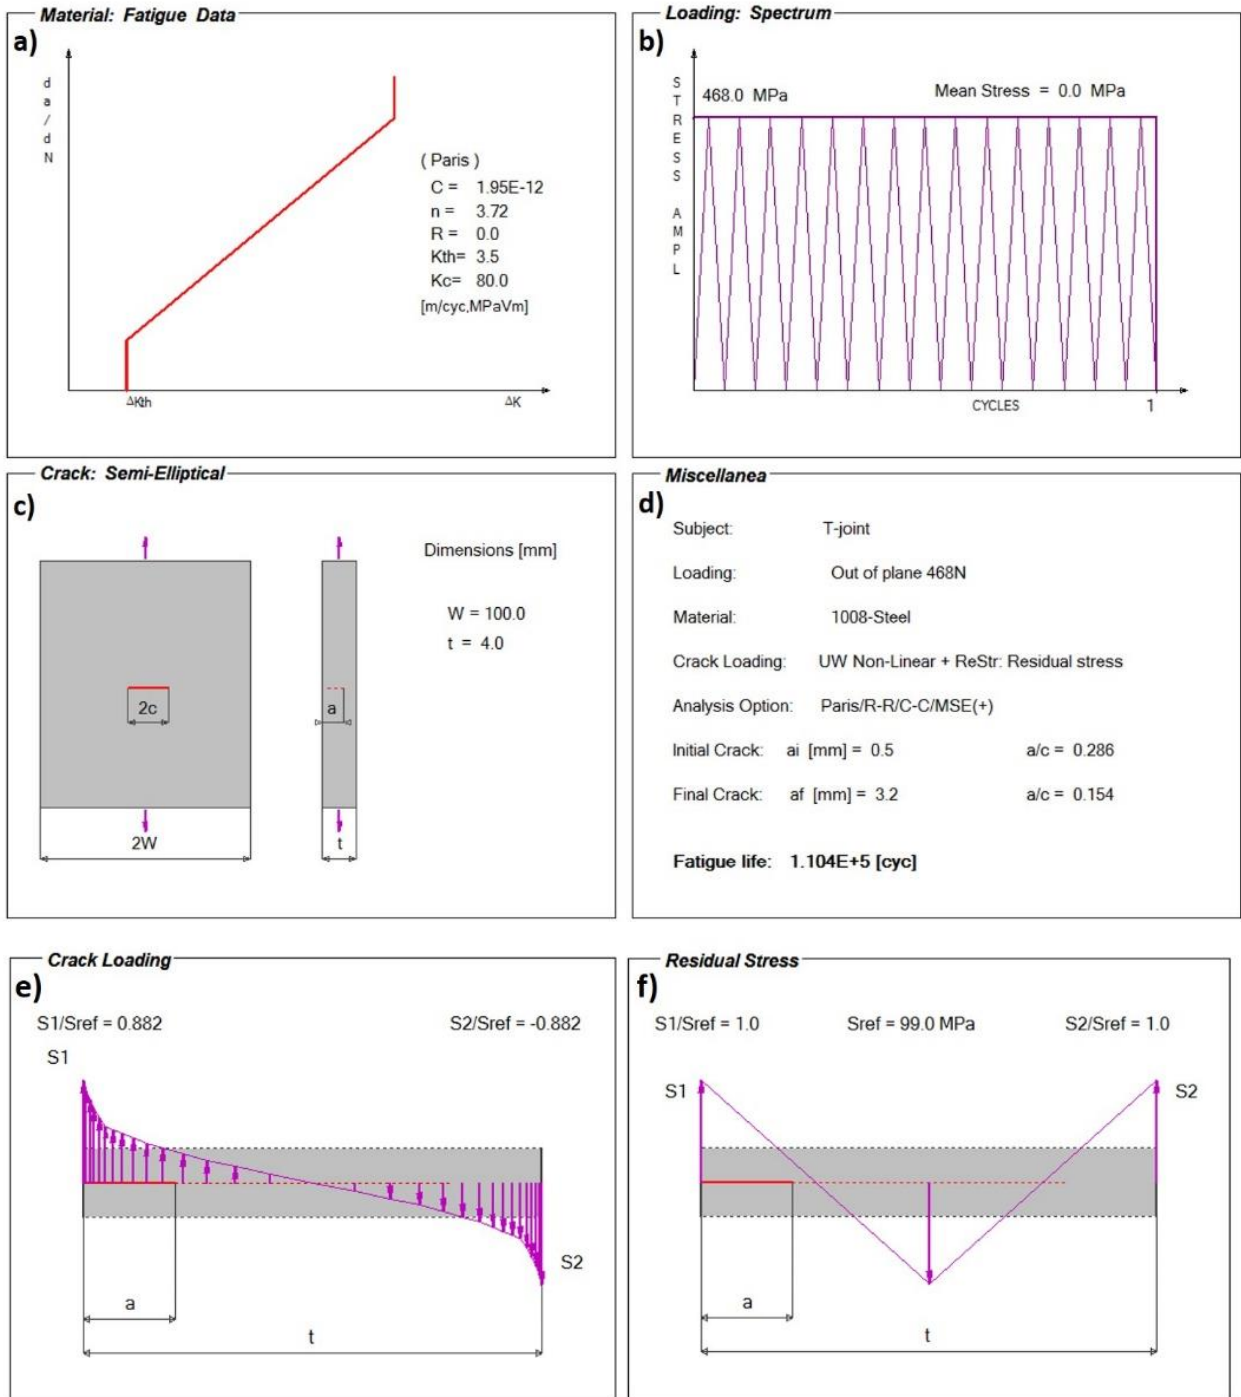 Material: Fatigue Data
a)
da/dN
( Paris )
C = 1.95E-12
n = 3.72
R = 0.0
Kth= 3.5
Kc= 80.0
[m/cyc,MPaVm]
ΔKth
ΔK
Loading: Spectrum
b)
STRESS AMPL
468.0 MPa
Mean Stress = 0.0 MPa
CYCLES
1
Crack: Semi-Elliptical
c)
Dimensions [mm]
W = 100.0
t = 4.0
2c
a
2W
t
Miscellanea
d)
Subject: T-joint
Loading: Out of plane 468N
Material: 1008-Steel
Crack Loading: UW Non-Linear + ReStr: Residual stress
Analysis Option: Paris/R-R/C-C/MSE(+)
Initial Crack: ai [mm] = 0.5 a/c = 0.286
Final Crack: af [mm] = 3.2 a/c = 0.154
Fatigue life: 1.104E+5 [cyc]
Crack Loading
e)
S1/Sref = 0.882 S2/Sref = -0.882
S1
S2
a
t
Residual Stress
f)
S1/Sref = 1.0 Sref = 99.0 MPa S2/Sref = 1.0
S1 S2
a
t